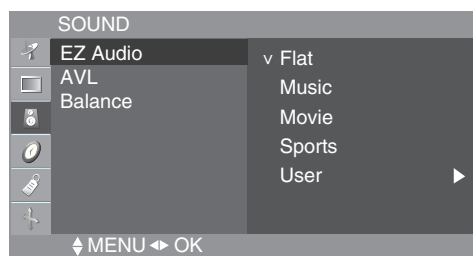 SOUND
EZ Audio
AVL
Balance
v Flat
Music
Movie
Sports
User
MENU OK